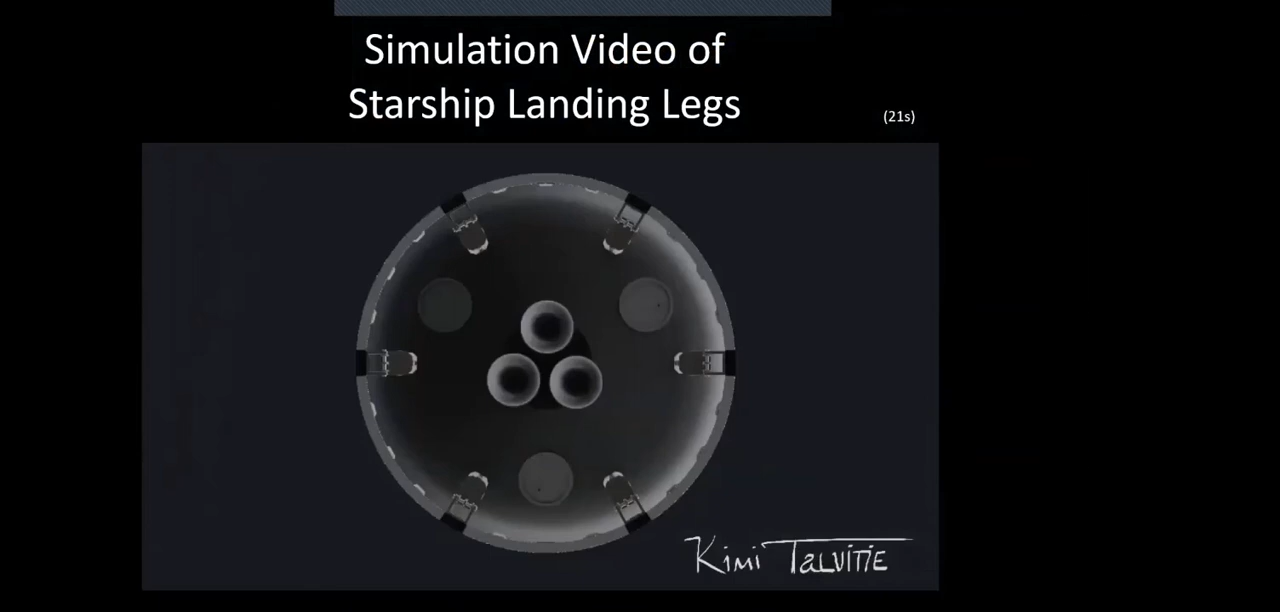 Simulation Video of
Starship Landing Legs
(21s)
Kimi Talvitie